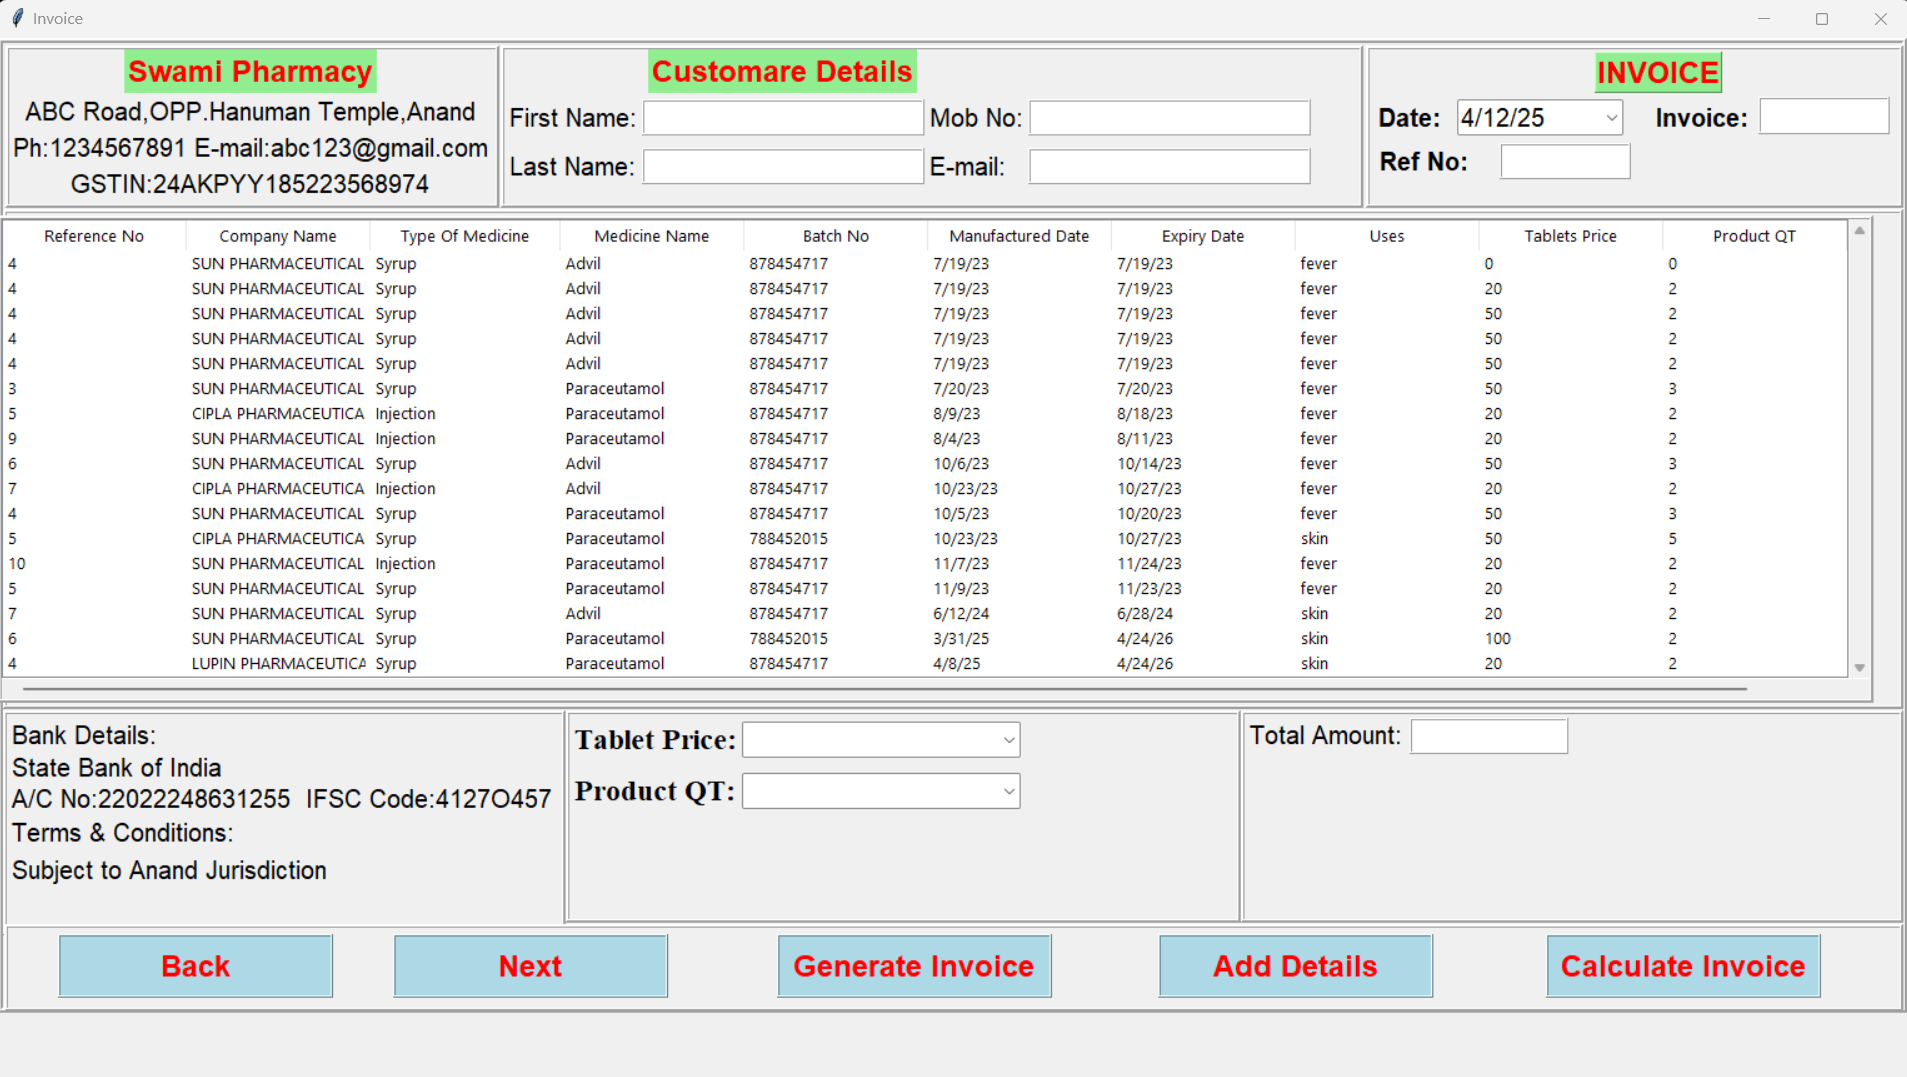 Invoice
Swami Pharmacy
ABC Road,OPP.Hanuman Temple,Anand
Ph:1234567891 E-mail:abc123@gmail.com
GSTIN:24AKPYY185223568974
Customare Details
First Name: Mob No:
Last Name: E-mail:
INVOICE
Date: 4/12/25 Invoice:
Ref No:
Reference No Company Name Type Of Medicine Medicine Name Batch No Manufactured Date Expiry Date Uses Tablets Price Product QT
4 SUN PHARMACEUTICAL Syrup Advil 878454717 7/19/23 7/19/23 fever 0 0
4 SUN PHARMACEUTICAL Syrup Advil 878454717 7/19/23 7/19/23 fever 20 2
4 SUN PHARMACEUTICAL Syrup Advil 878454717 7/19/23 7/19/23 fever 50 2
4 SUN PHARMACEUTICAL Syrup Advil 878454717 7/19/23 7/19/23 fever 50 2
4 SUN PHARMACEUTICAL Syrup Advil 878454717 7/19/23 7/19/23 fever 50 2
3 SUN PHARMACEUTICAL Syrup Paraceutamol 878454717 7/20/23 7/20/23 fever 50 3
5 CIPLA PHARMACEUTICA Injection Paraceutamol 878454717 8/9/23 8/18/23 fever 20 2
9 SUN PHARMACEUTICAL Injection Paraceutamol 878454717 8/4/23 8/11/23 fever 20 2
6 SUN PHARMACEUTICAL Syrup Advil 878454717 10/6/23 10/14/23 fever 50 3
7 CIPLA PHARMACEUTICA Injection Advil 878454717 10/23/23 10/27/23 fever 20 2
4 SUN PHARMACEUTICAL Syrup Paraceutamol 878454717 10/5/23 10/20/23 fever 50 3
5 CIPLA PHARMACEUTICA Syrup Paraceutamol 788452015 10/23/23 10/27/23 skin 50 5
10 SUN PHARMACEUTICAL Injection Paraceutamol 878454717 11/7/23 11/24/23 fever 20 2
5 SUN PHARMACEUTICAL Syrup Paraceutamol 878454717 11/9/23 11/23/23 fever 20 2
7 SUN PHARMACEUTICAL Syrup Advil 878454717 6/12/24 6/28/24 skin 20 2
6 SUN PHARMACEUTICAL Syrup Paraceutamol 788452015 3/31/25 4/24/26 skin 100 2
4 LUPIN PHARMACEUTICA Syrup Paraceutamol 878454717 4/8/25 4/24/26 skin 20 2
Bank Details:
State Bank of India
A/C No:22022248631255 IFSC Code:4127O457
Terms & Conditions:
Subject to Anand Jurisdiction
Tablet Price:
Product QT:
Total Amount:
Back Next Generate Invoice Add Details Calculate Invoice